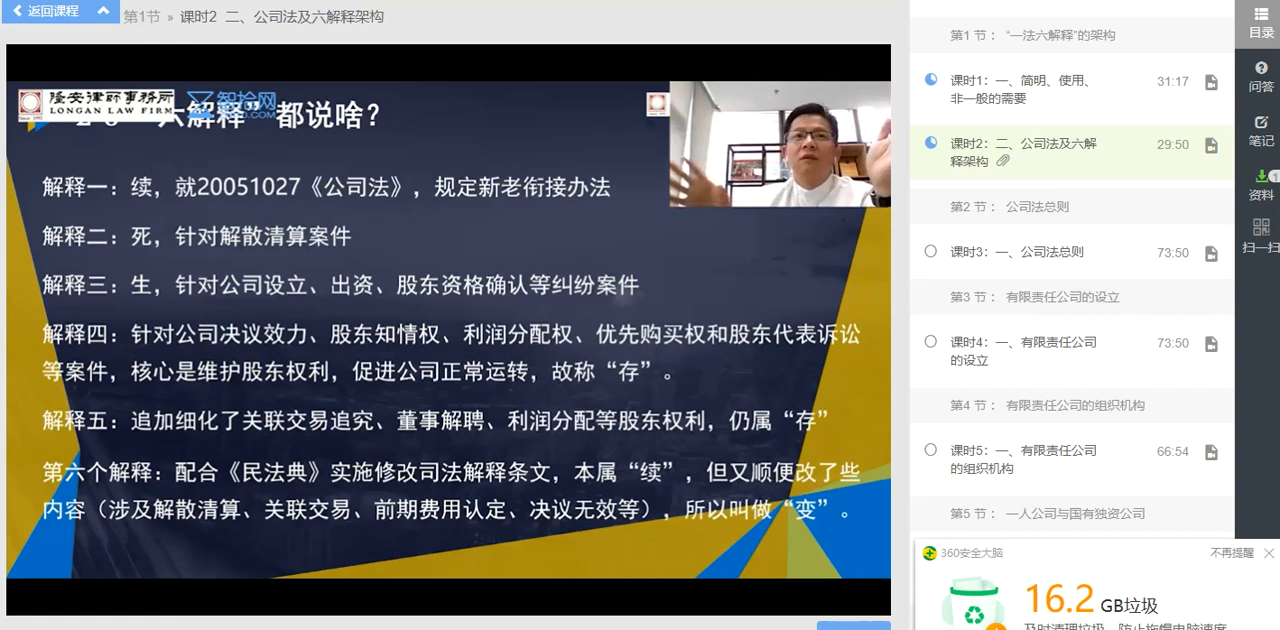 返回课程
第1节 » 课时2 二、公司法及六解释架构
隆安律师事务所
LONGAN LAW FIRM
智拾网
六解释” 都说啥？
解释一：续，就20051027《公司法》，规定新老衔接办法
解释二：死，针对解散清算案件
解释三：生，针对公司设立、出资、股东资格确认等纠纷案件
解释四：针对公司决议效力、股东知情权、利润分配权、优先购买权和股东代表诉讼
等案件，核心是维护股东权利，促进公司正常运转，故称“存”。
解释五：追加细化了关联交易追究、董事解聘、利润分配等股东权利，仍属“存”
第六个解释：配合《民法典》实施修改司法解释条文，本属“续”，但又顺便改了些
内容（涉及解散清算、关联交易、前期费用认定、决议无效等），所以叫做“变”。
第1节： “一法六解释”的架构
课时1：一、简明、使用、
非一般的需要
31:17
课时2：二、公司法及六解
释架构
29:50
第2节： 公司法总则
课时3：一、公司法总则
73:50
第3节： 有限责任公司的设立
课时4：一、有限责任公司
的设立
73:50
第4节： 有限责任公司的组织机构
课时5：一、有限责任公司
的组织机构
66:54
第5节： 一人公司与国有独资公司
目录
问答
笔记
1
资料
扫一扫
360安全大脑
不再提醒
16.2GB垃圾
及时清理垃圾，防止拖慢电脑速度